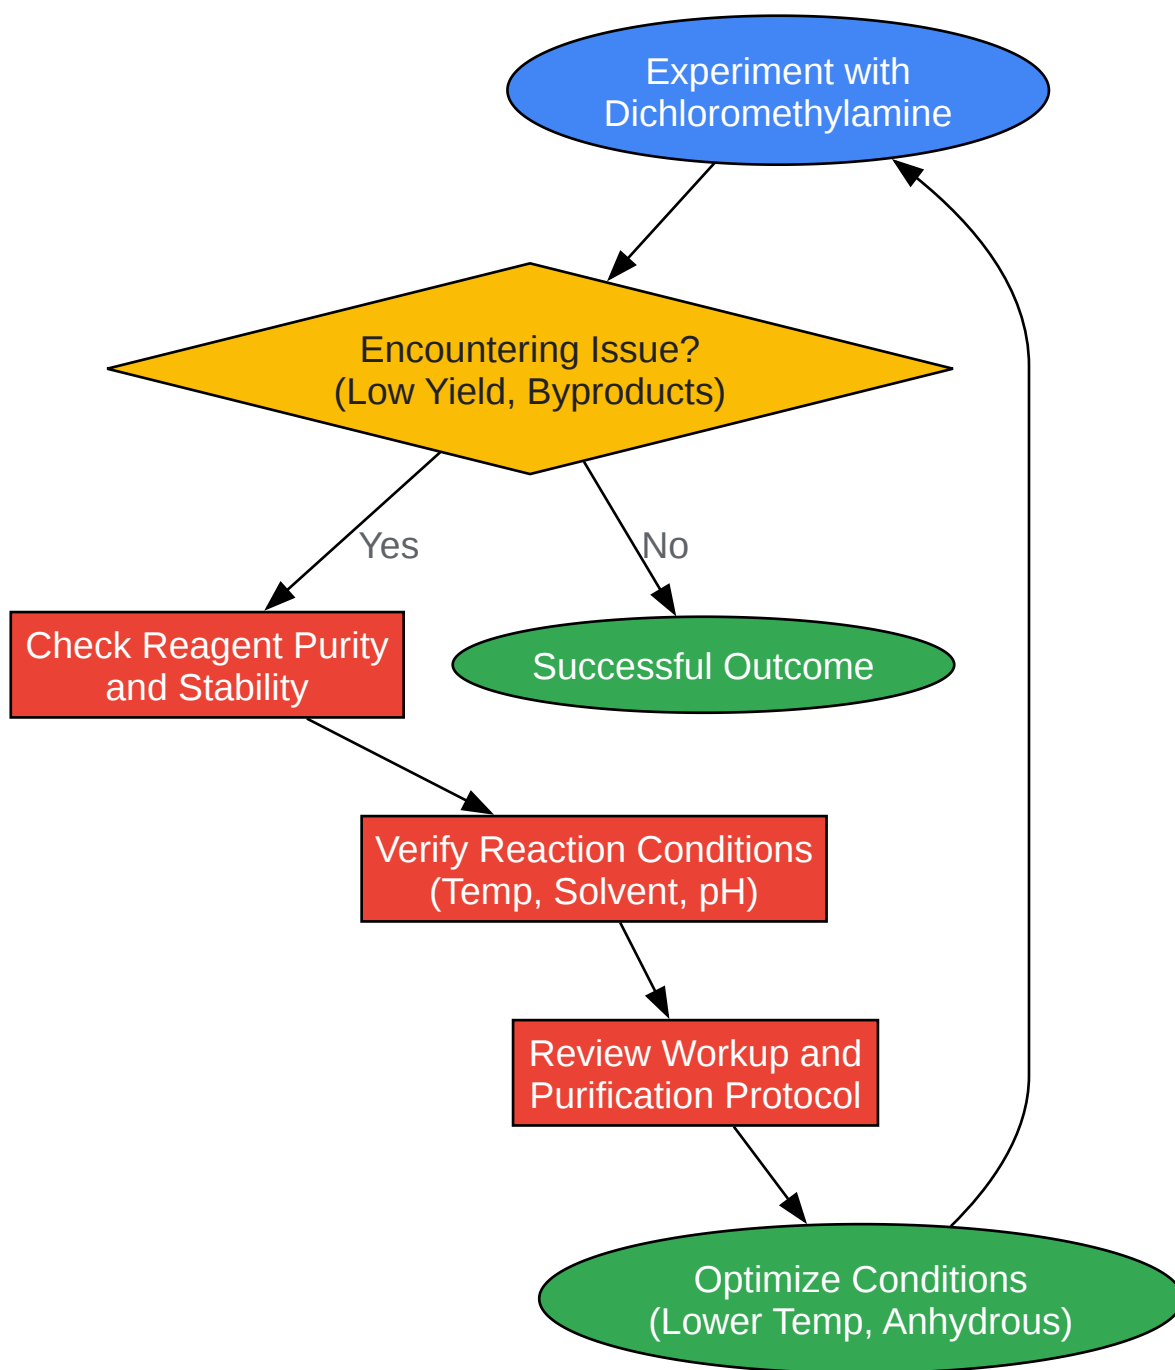 Experiment with
Dichloromethylamine
Encountering Issue?
(Low Yield, Byproducts)
Yes
No
Check Reagent Purity
and Stability
Successful Outcome
Verify Reaction Conditions
(Temp, Solvent, pH)
Review Workup and
Purification Protocol
Optimize Conditions
(Lower Temp, Anhydrous)